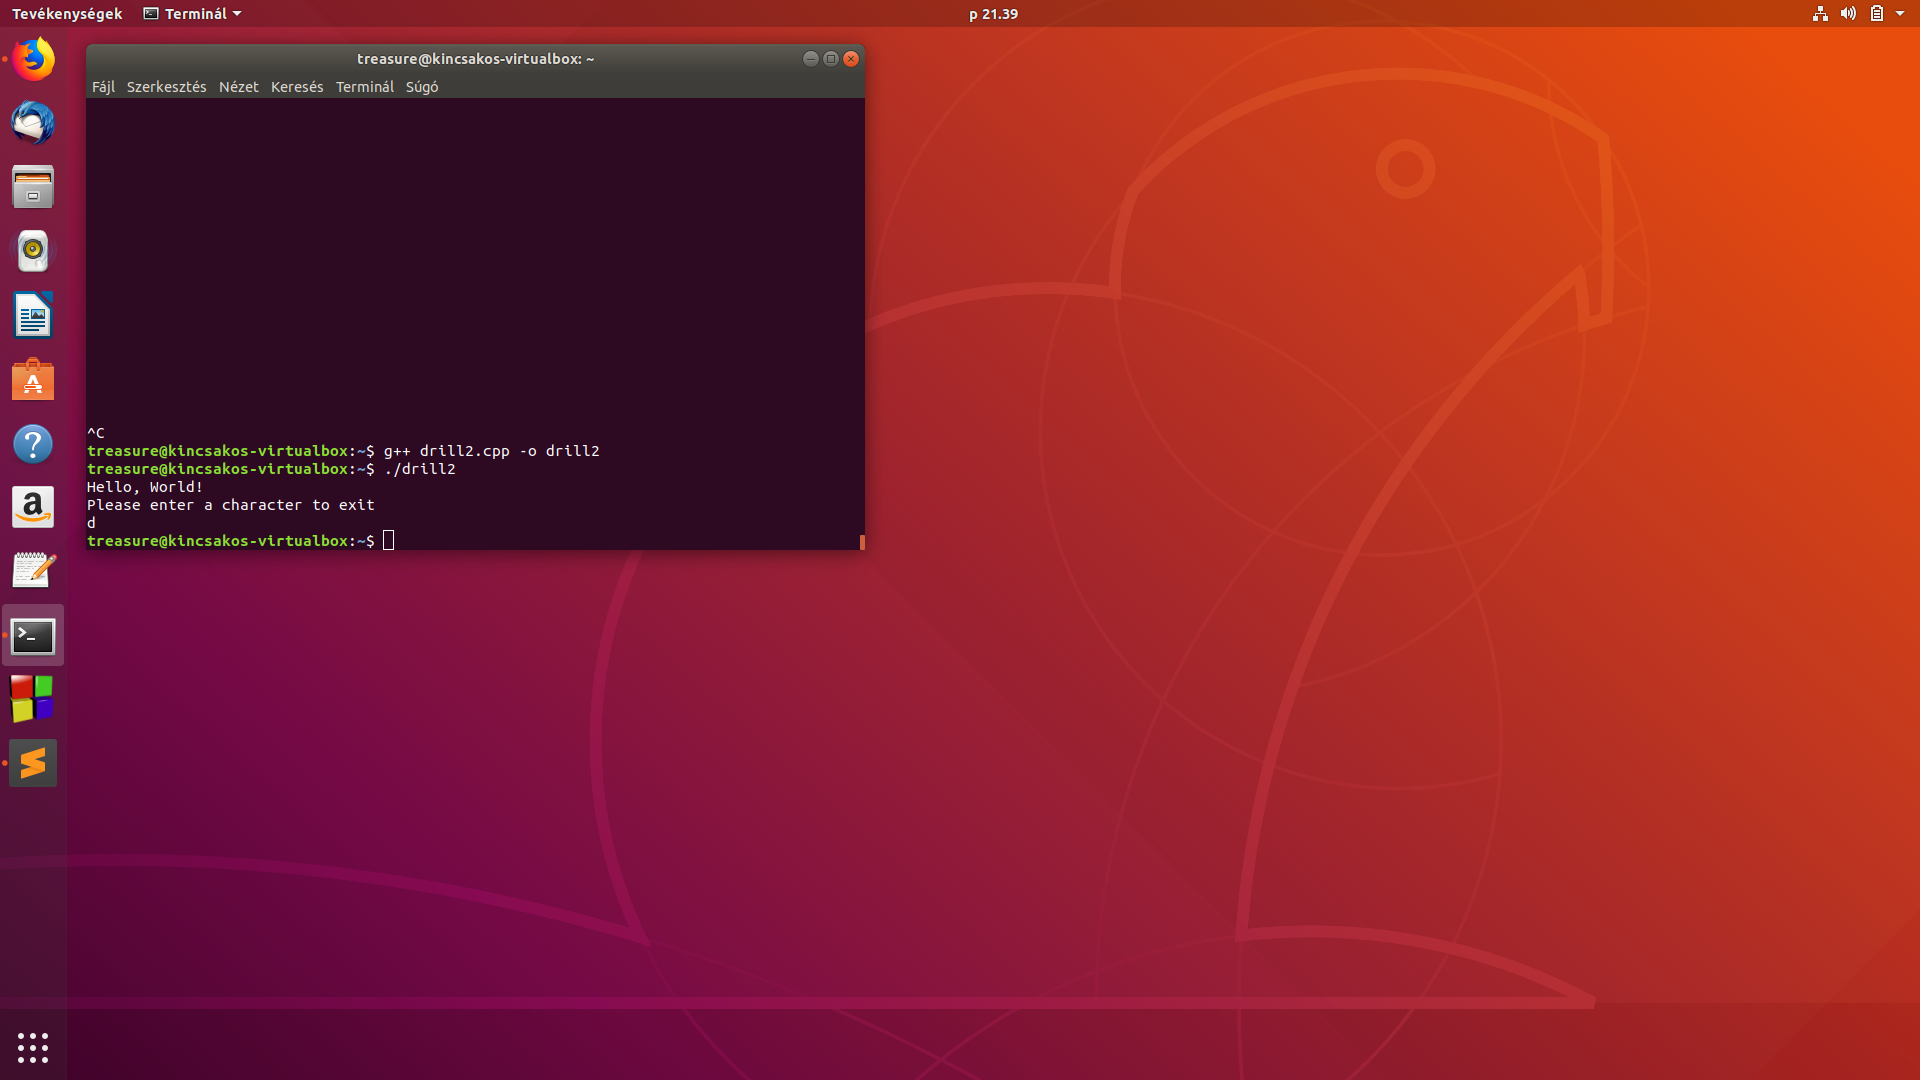 Tevékenységek Terminál p 21.39
treasure@kincsakos-virtualbox: ~
Fájl Szerkesztés Nézet Keresés Terminál Súgó
^C
treasure@kincsakos-virtualbox:~$ g++ drill2.cpp -o drill2
treasure@kincsakos-virtualbox:~$ ./drill2
Hello, World!
Please enter a character to exit
d
treasure@kincsakos-virtualbox:~$